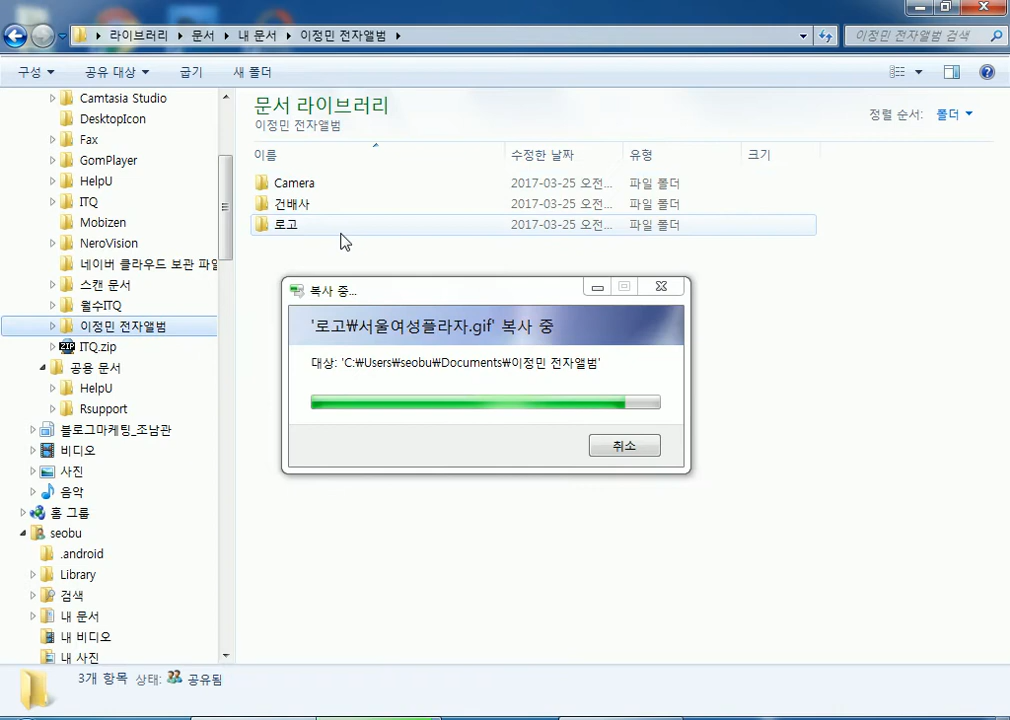 라이브러리 ▸ 문서 ▸ 내 문서 ▸ 이정민 전자앨범 ▸
이정민 전자앨범 검색
구성 ▾ 공유 대상 ▾ 굽기 새 폴더
Camtasia Studio
DesktopIcon
Fax
GomPlayer
HelpU
ITQ
Mobizen
NeroVision
네이버 클라우드 보관 파일
스캔 문서
월수ITQ
이정민 전자앨범
ITQ.zip
공용 문서
HelpU
Rsupport
블로그마케팅_조남관
비디오
사진
음악
홈 그룹
seobu
.android
Library
검색
내 문서
내 비디오
내 사진
문서 라이브러리
이정민 전자앨범
정렬 순서: 폴더 ▾
이름 수정한 날짜 유형 크기
Camera 2017-03-25 오전... 파일 폴더
건배사 2017-03-25 오전... 파일 폴더
로고 2017-03-25 오전... 파일 폴더
복사 중...
'로고₩서울여성플라자.gif' 복사 중
대상: 'C:₩Users₩seobu₩Documents₩이정민 전자앨범'
취소
3개 항목 상태: 공유됨